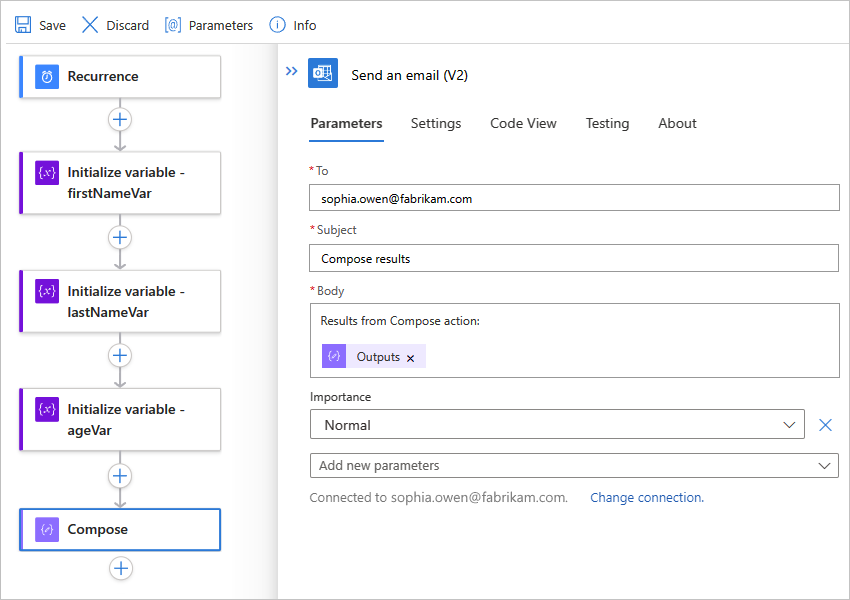 Save Discard Parameters Info
Recurrence
Initialize variable -
firstNameVar
Initialize variable -
lastNameVar
Initialize variable -
ageVar
Compose
Send an email (V2)
Parameters Settings Code View Testing About
* To
sophia.owen@fabrikam.com
* Subject
Compose results
* Body
Results from Compose action:
Outputs ×
Importance
Normal
Add new parameters
Connected to sophia.owen@fabrikam.com. Change connection.